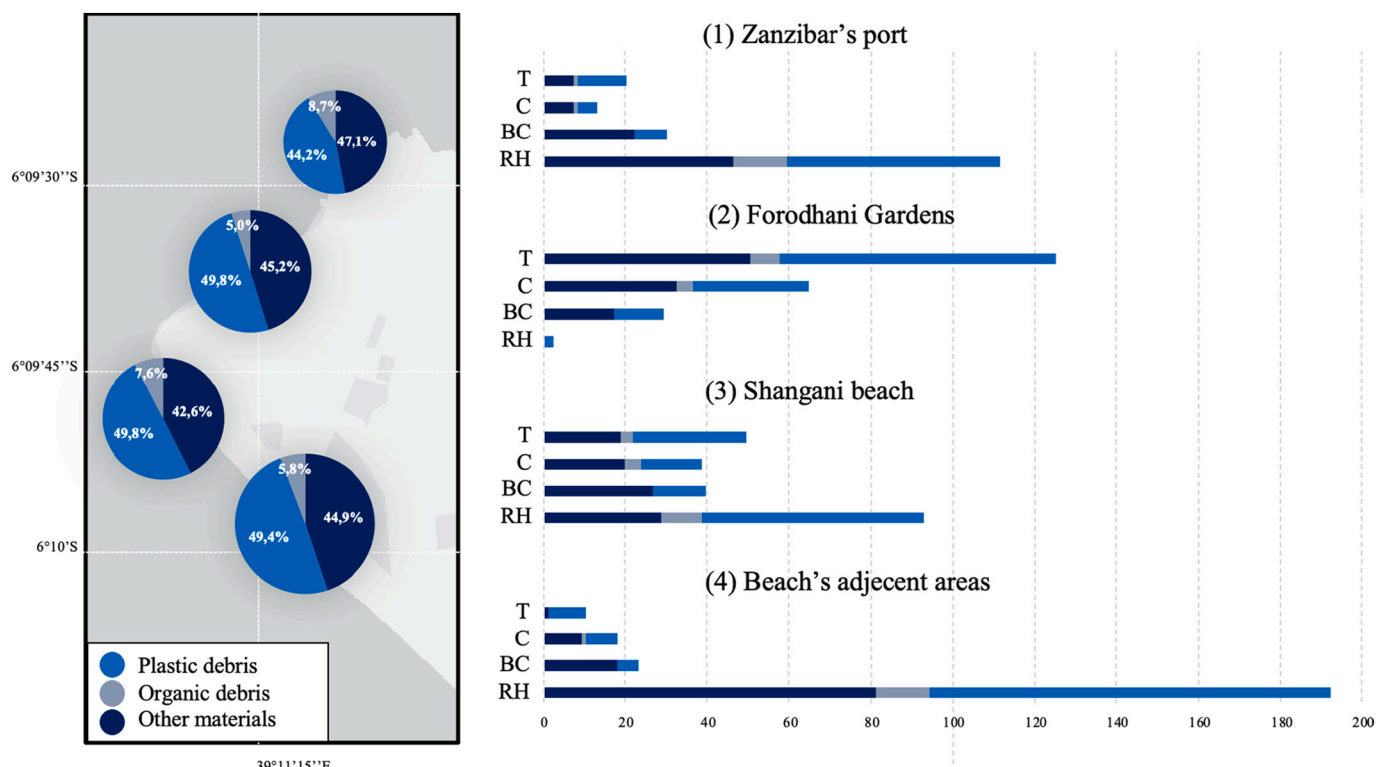 8,7%
47,1%
44,2%
6°09'30''S
5,0%
45,2%
49,8%
6°09'45''S
7,6%
42,6%
49,8%
5,8%
44,9%
49,4%
6°10'S
Plastic debris
Organic debris
Other materials
39°11'15''E
(1) Zanzibar's port
T
C
BC
RH
(2) Forodhani Gardens
T
C
BC
RH
(3) Shangani beach
T
C
BC
RH
(4) Beach's adjecent areas
T
C
BC
RH
0 20 40 60 80 100 120 140 160 180 200